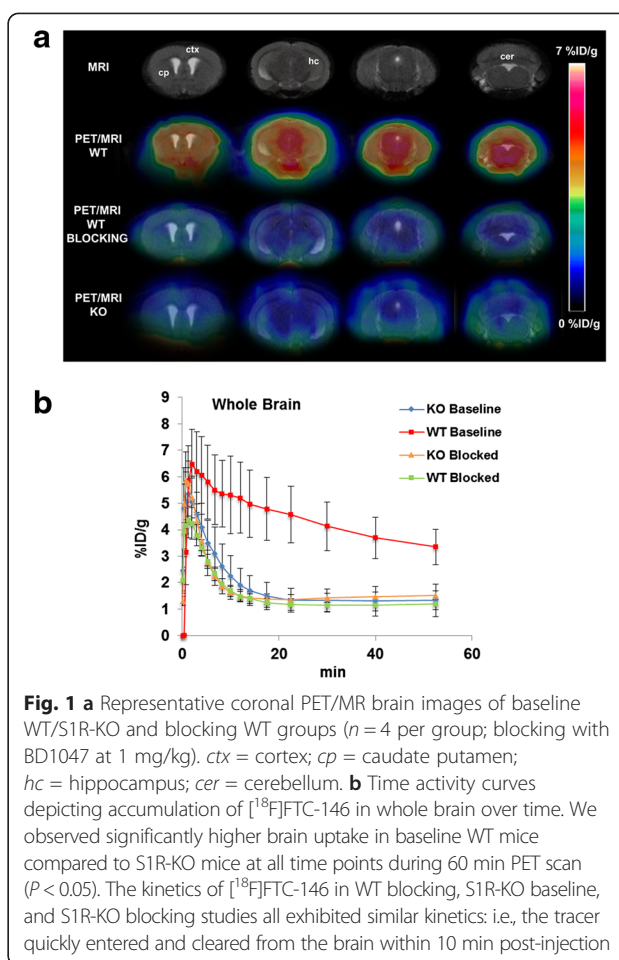 a
MRI
ctx
cp
hc
cer
7 %ID/g
PET/MRI
WT
PET/MRI
WT
BLOCKING
PET/MRI
KO
0 %ID/g
b
Whole Brain
KO Baseline
WT Baseline
KO Blocked
WT Blocked
%ID/g
9
8
7
6
5
4
3
2
1
0
0 20 40 60
min
Fig. 1 a Representative coronal PET/MR brain images of baseline
WT/S1R-KO and blocking WT groups (n = 4 per group; blocking with
BD1047 at 1 mg/kg). ctx = cortex; cp = caudate putamen;
hc = hippocampus; cer = cerebellum. b Time activity curves
depicting accumulation of [¹⁸F]FTC-146 in whole brain over time. We
observed significantly higher brain uptake in baseline WT mice
compared to S1R-KO mice at all time points during 60 min PET scan
(P < 0.05). The kinetics of [¹⁸F]FTC-146 in WT blocking, S1R-KO baseline,
and S1R-KO blocking studies all exhibited similar kinetics: i.e., the tracer
quickly entered and cleared from the brain within 10 min post-injection